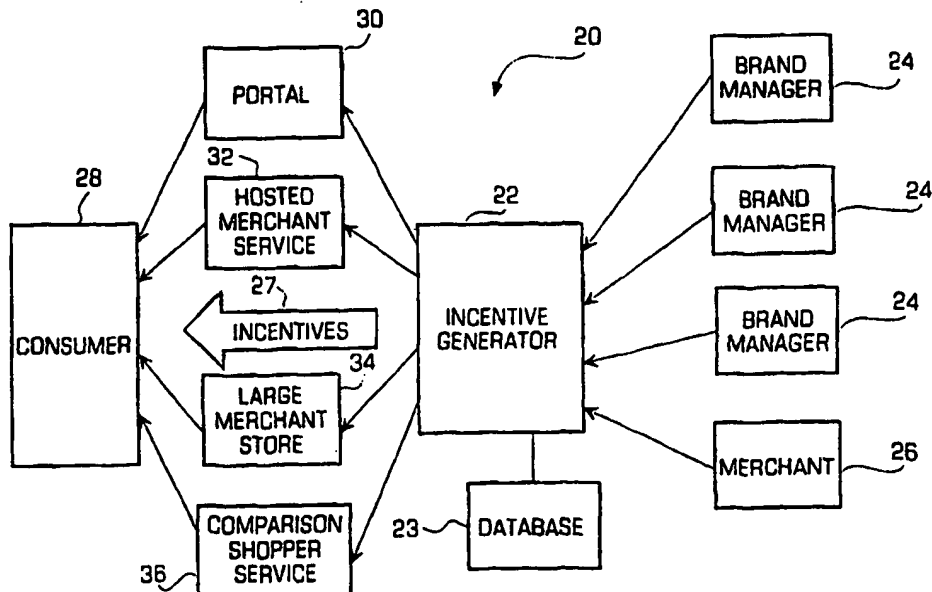 30
PORTAL
20
BRAND
MANAGER
24
32
HOSTED
MERCHANT
SERVICE
28
CONSUMER
22
INCENTIVE
GENERATOR
BRAND
MANAGER
24
27
INCENTIVES
BRAND
MANAGER
24
34
LARGE
MERCHANT
STORE
MERCHANT
26
23
DATABASE
COMPARISON
SHOPPER
SERVICE
36